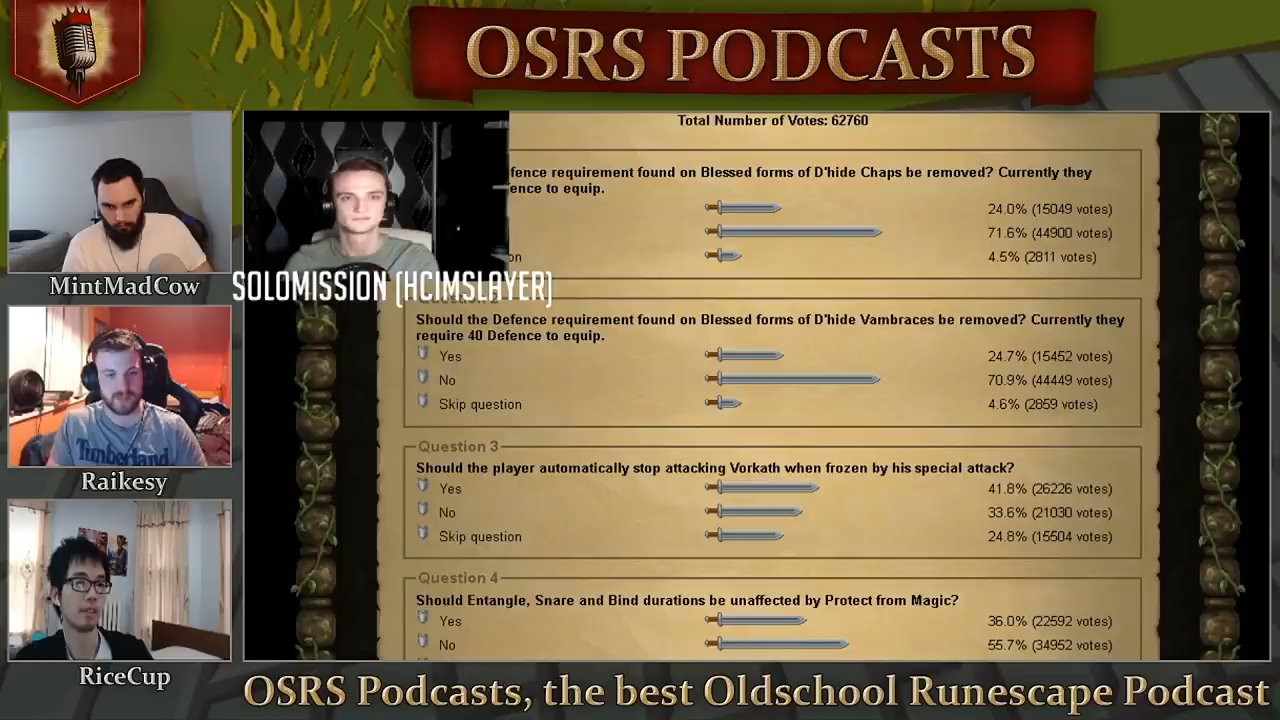 OSRS PODCASTS
Total Number of Votes: 62760
fence requirement found on Blessed forms of D'hide Chaps be removed? Currently they
ence to equip.
24.0% (15049 votes)
71.6% (44900 votes)
on 4.5% (2811 votes)
MintMadCow
SOLOMISSION (HCIMSLAYER)
Should the Defence requirement found on Blessed forms of D'hide Vambraces be removed? Currently they
require 40 Defence to equip.
Yes 24.7% (15452 votes)
No 70.9% (44449 votes)
Skip question 4.6% (2859 votes)
Timberland
Raikesy
Question 3
Should the player automatically stop attacking Vorkath when frozen by his special attack?
Yes 41.8% (26226 votes)
No 33.6% (21030 votes)
Skip question 24.8% (15504 votes)
Question 4
Should Entangle, Snare and Bind durations be unaffected by Protect from Magic?
Yes 36.0% (22592 votes)
No 55.7% (34952 votes)
RiceCup
OSRS Podcasts, the best Oldschool Runescape Podcast